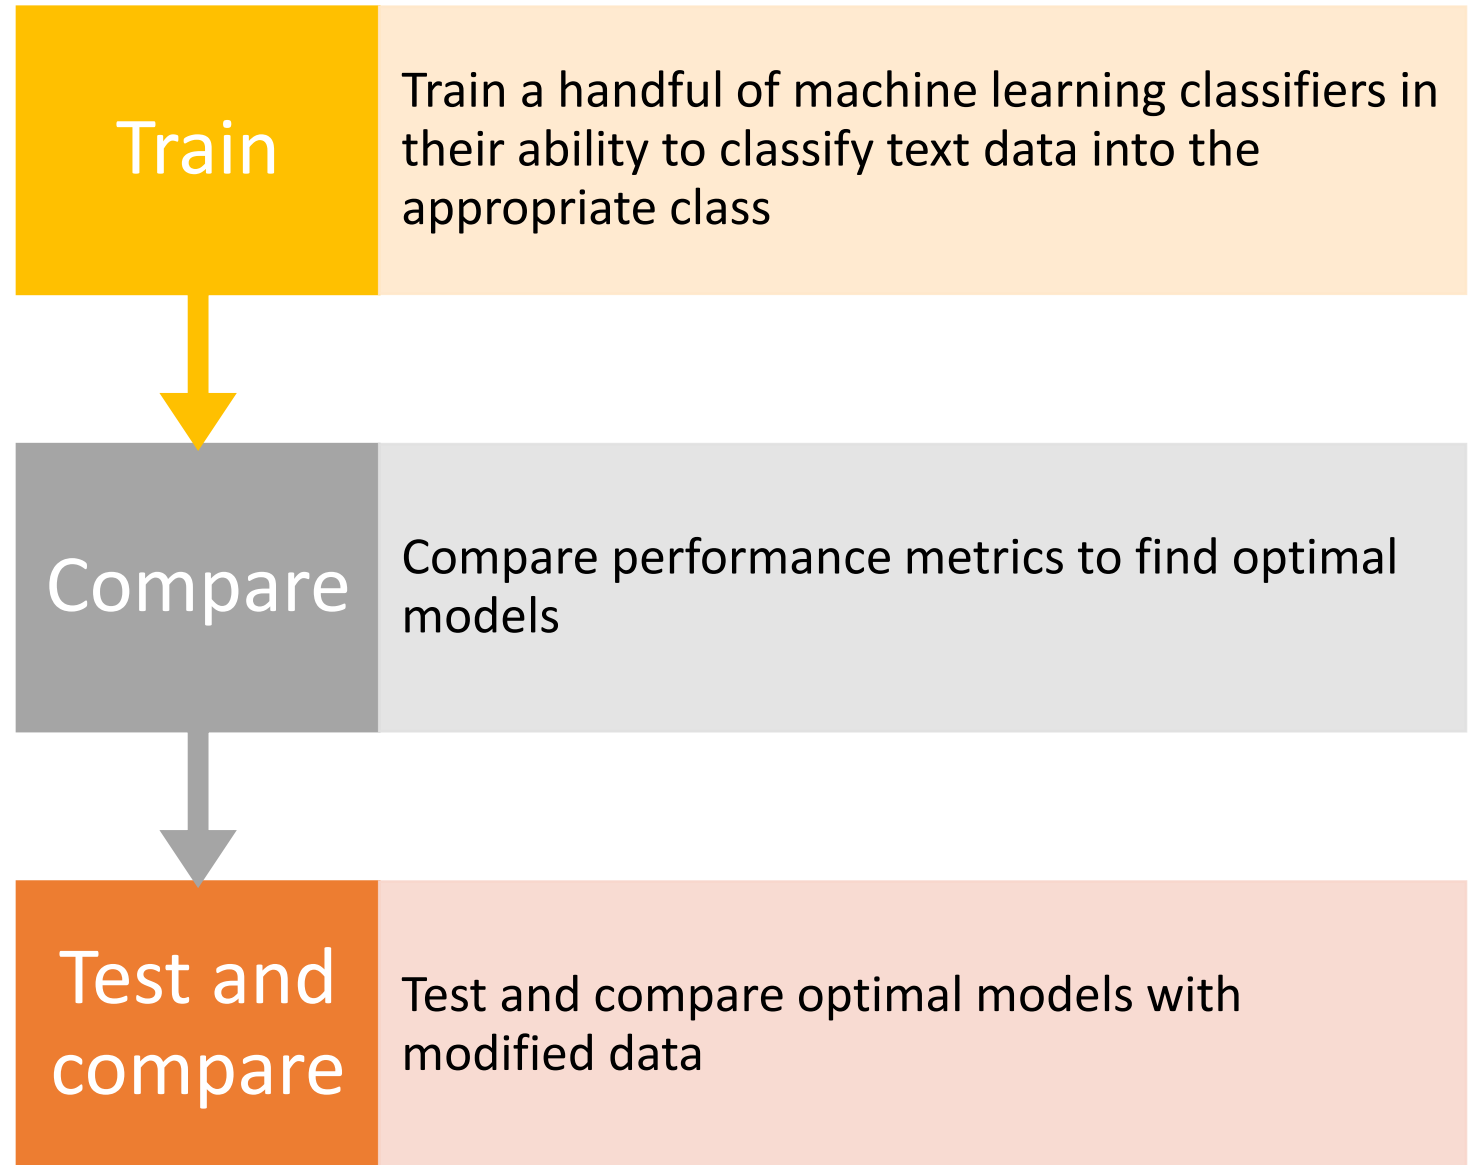 Train
Train a handful of machine learning classifiers in
their ability to classify text data into the
appropriate class
Compare
Compare performance metrics to find optimal
models
Test and
compare
Test and compare optimal models with
modified data